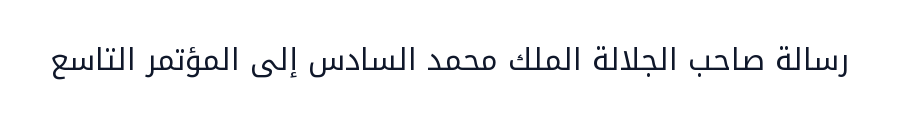 رسالة صاحب الجلالة الملك محمد السادس إلى المؤتمر التاسع